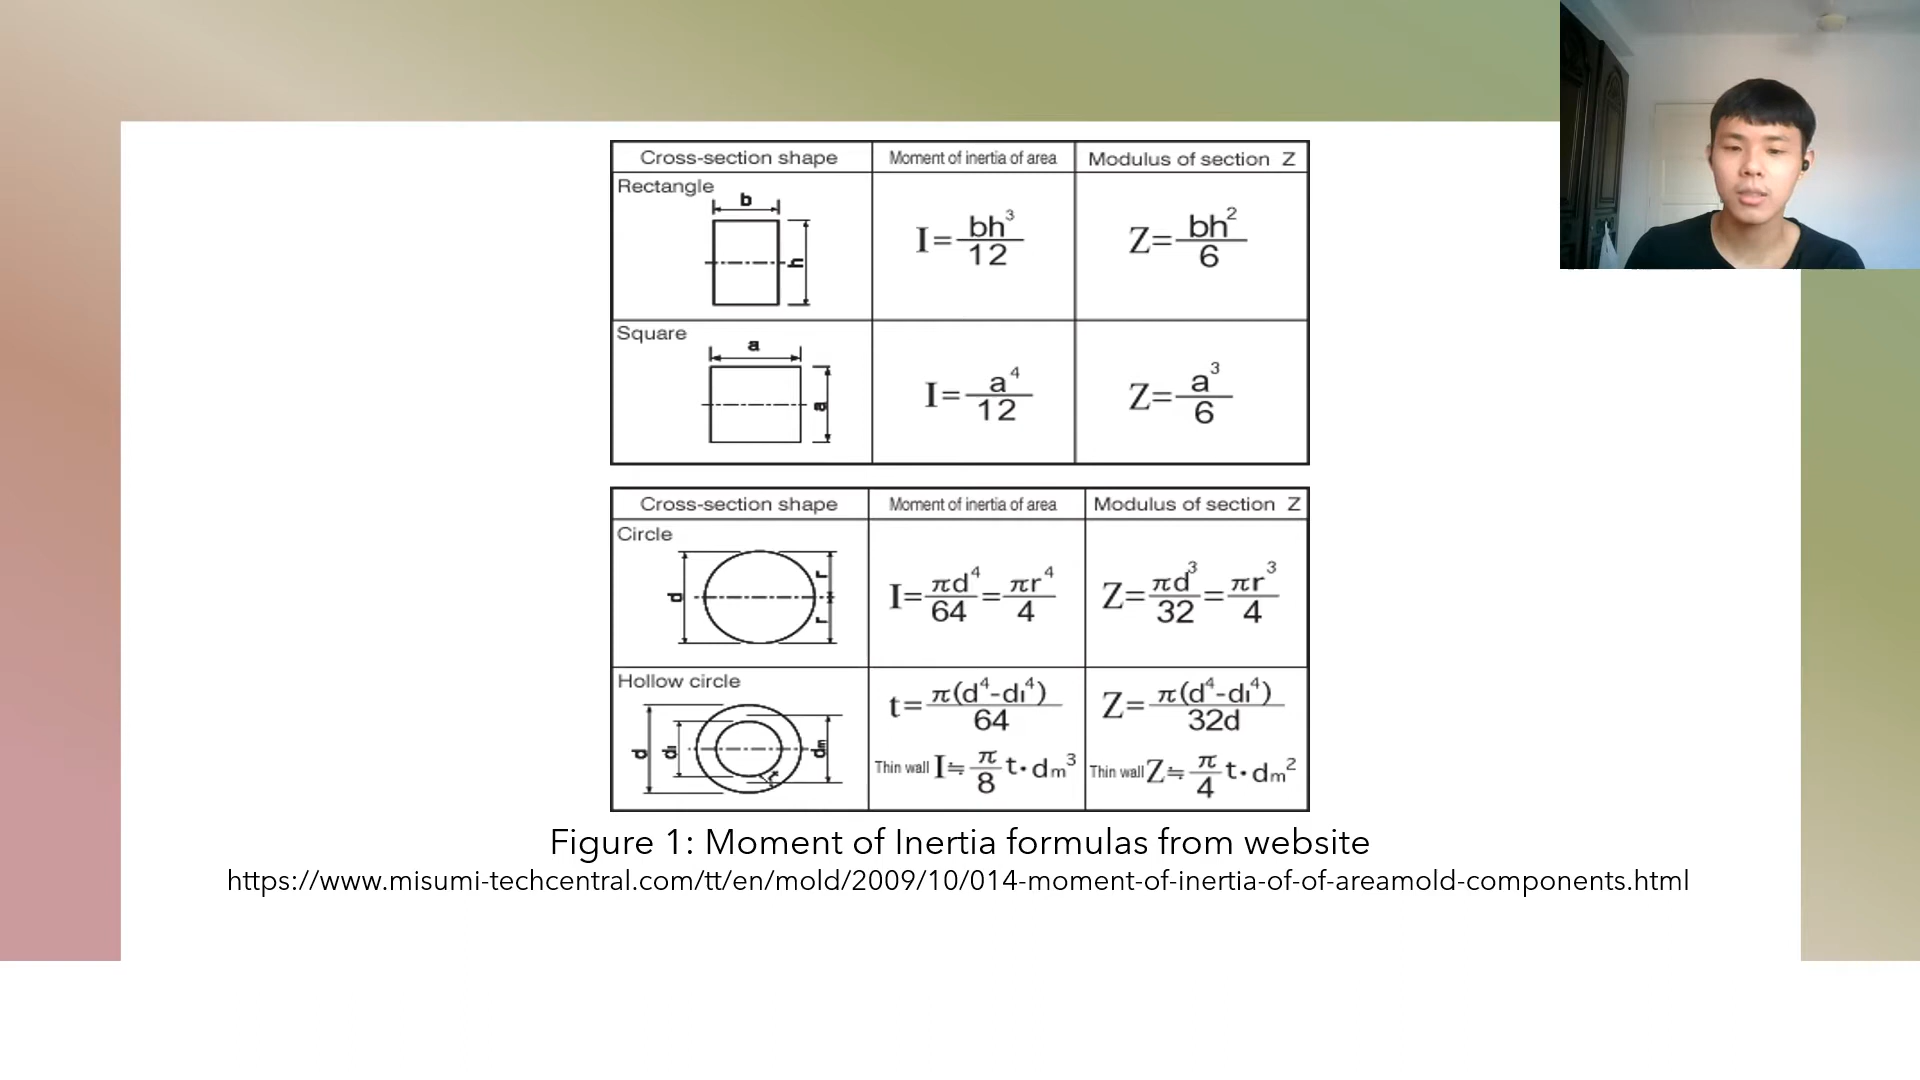 Cross-section shape Moment of inertia of area Modulus of section Z
Rectangle
b
h
I=bh³/12 Z=bh²/6
Square
a
a
I=a⁴/12 Z=a³/6
Cross-section shape Moment of inertia of area Modulus of section Z
Circle
d
r
r
I=πd⁴/64=πr⁴/4 Z=πd³/32=πr³/4
Hollow circle
d
d₁
dm
t
t=π(d⁴-d₁⁴)/64 Z=π(d⁴-d₁⁴)/32d
Thin wall I≒π/8 t·dm³ Thin wall Z≒π/4 t·dm²
Figure 1: Moment of Inertia formulas from website
https://www.misumi-techcentral.com/tt/en/mold/2009/10/014-moment-of-inertia-of-of-areamold-components.html